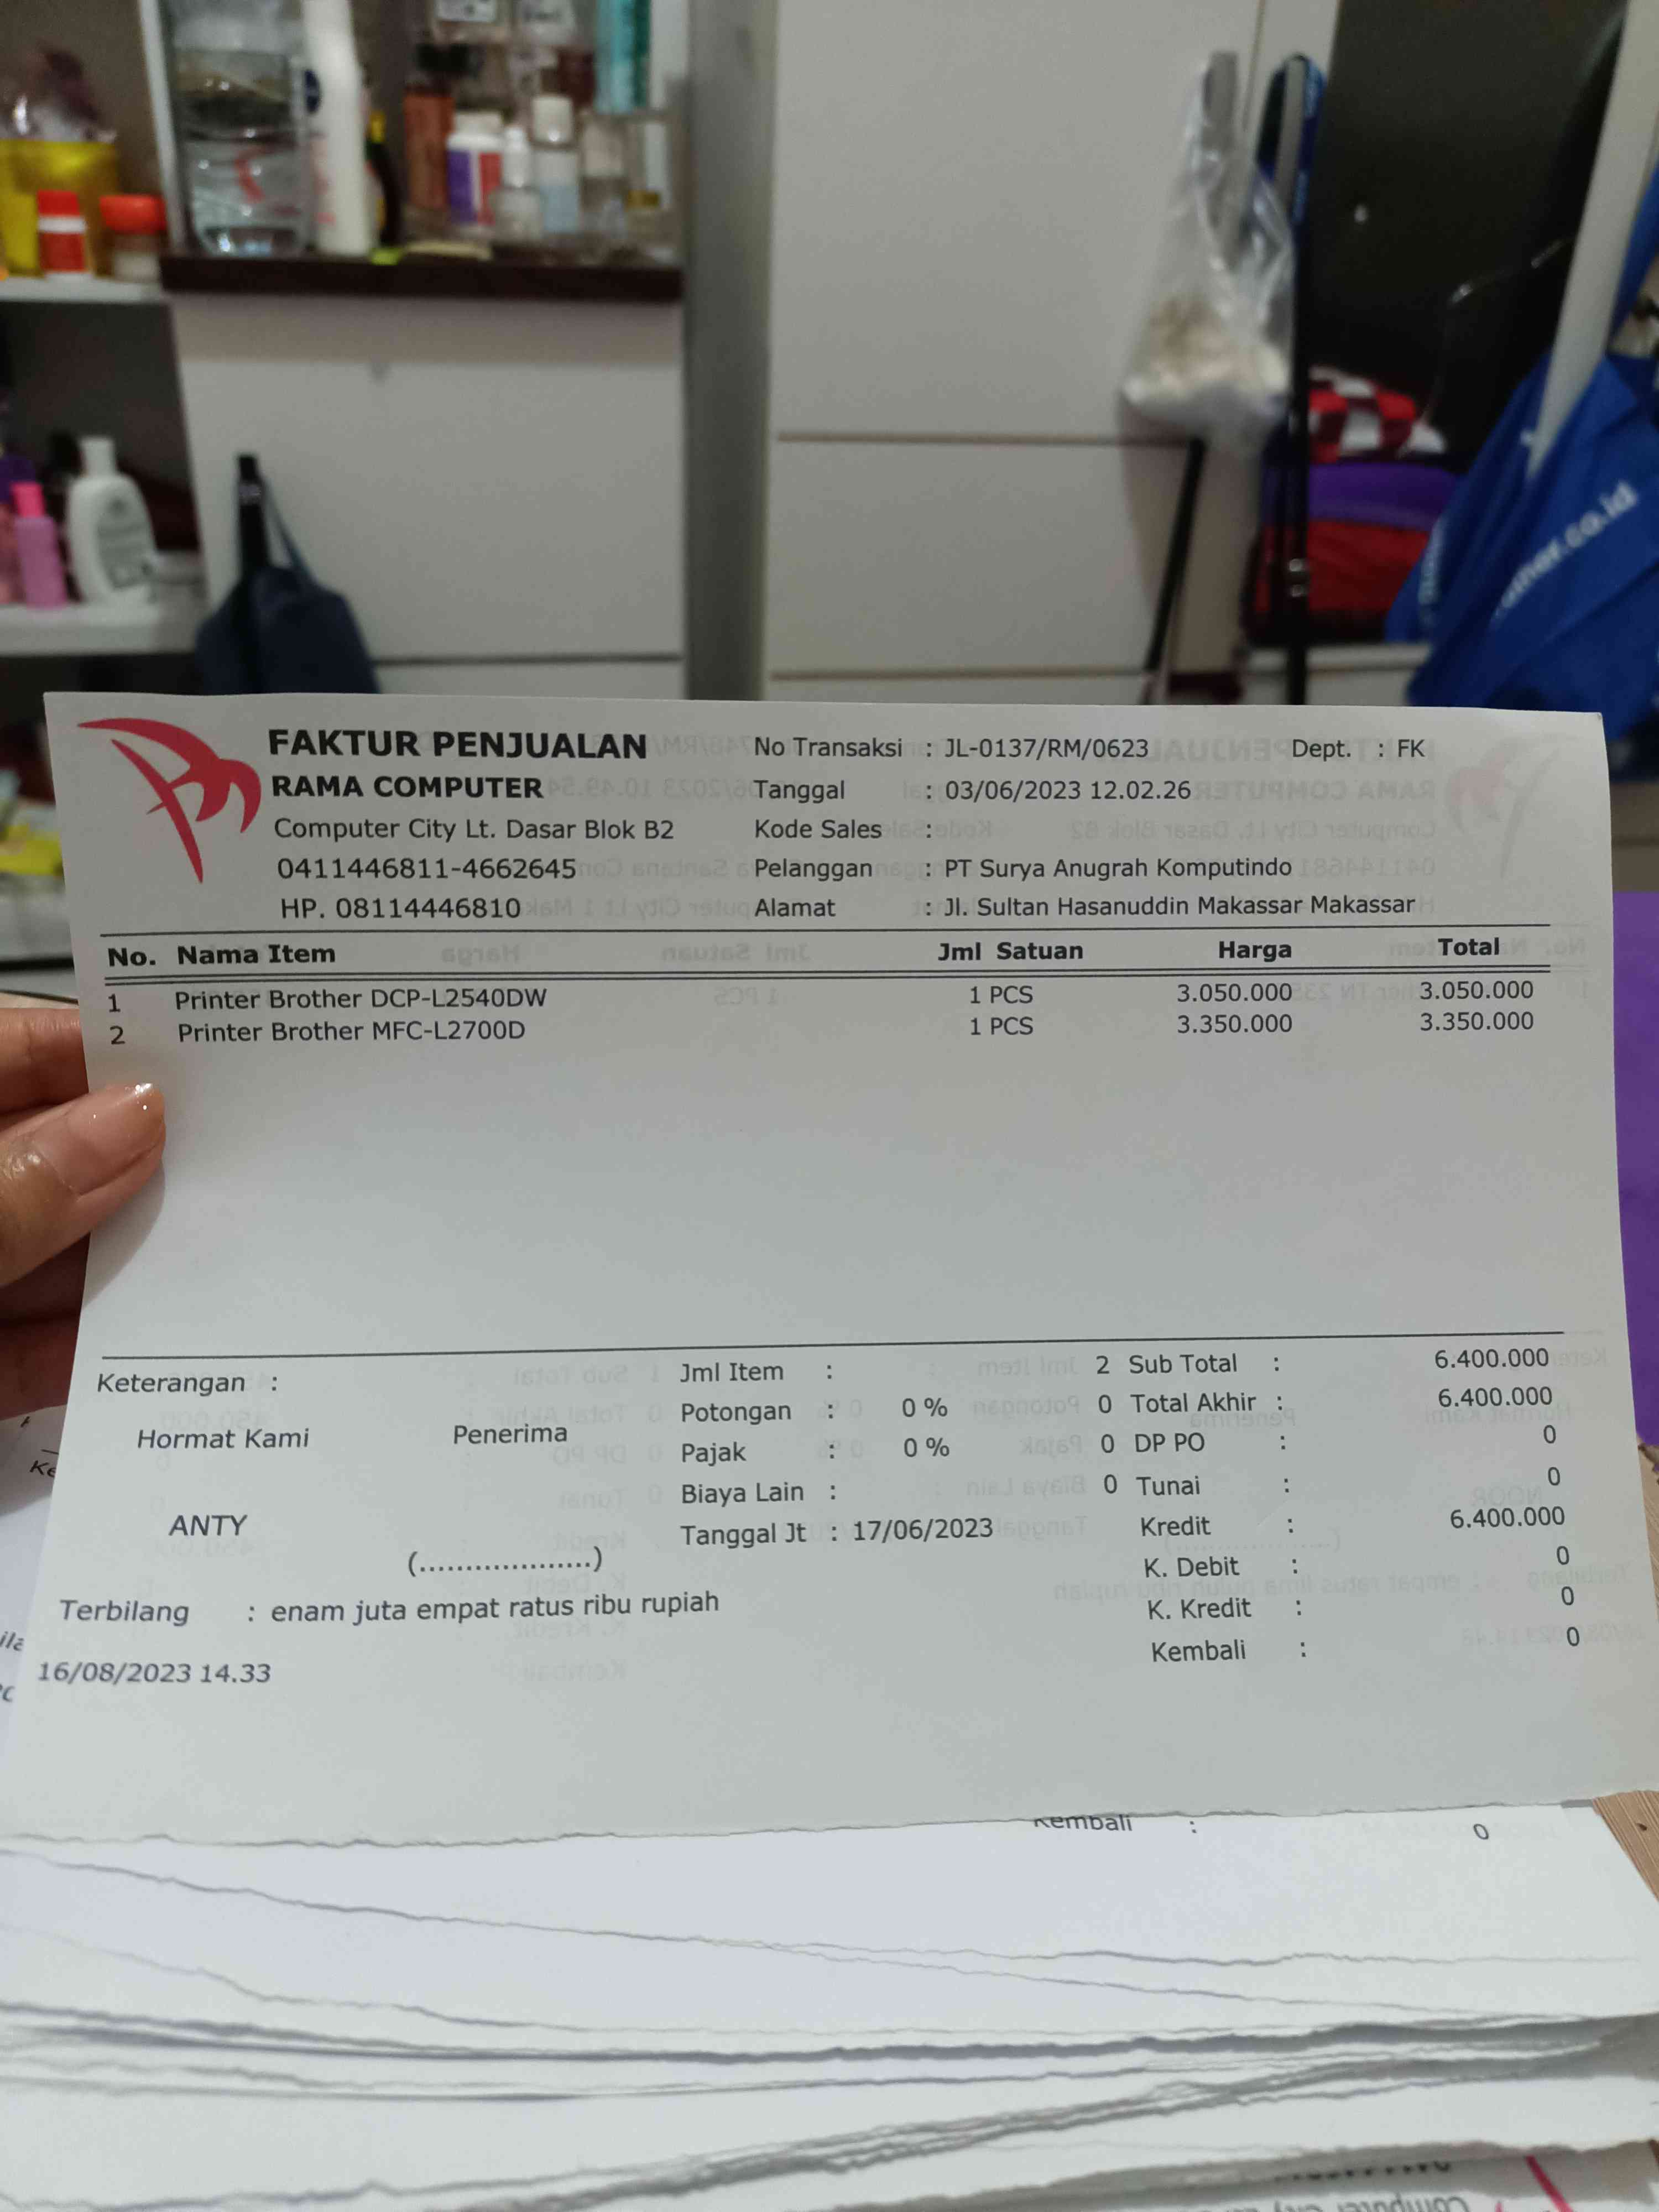 FAKTUR PENJUALAN
RAMA COMPUTER
Computer City Lt. Dasar Blok B2
0411446811-4662645
HP. 08114446810
No Transaksi : JL-0137/RM/0623 Dept. : FK
Tanggal : 03/06/2023 12.02.26
Kode Sales :
Pelanggan : PT Surya Anugrah Komputindo
Alamat : Jl. Sultan Hasanuddin Makassar Makassar
No. Nama Item Jml Satuan Harga Total
1 Printer Brother DCP-L2540DW 1 PCS 3.050.000 3.050.000
2 Printer Brother MFC-L2700D 1 PCS 3.350.000 3.350.000
Keterangan :
Hormat Kami Penerima
ANTY
(...................)
Jml Item : 2
Potongan : 0 % 0
Pajak : 0 % 0
Biaya Lain : 0
Tanggal Jt : 17/06/2023
Sub Total : 6.400.000
Total Akhir : 6.400.000
DP PO : 0
Tunai : 0
Kredit : 6.400.000
K. Debit : 0
K. Kredit : 0
Kembali : 0
Terbilang : enam juta empat ratus ribu rupiah
16/08/2023 14.33
Kembali : 0